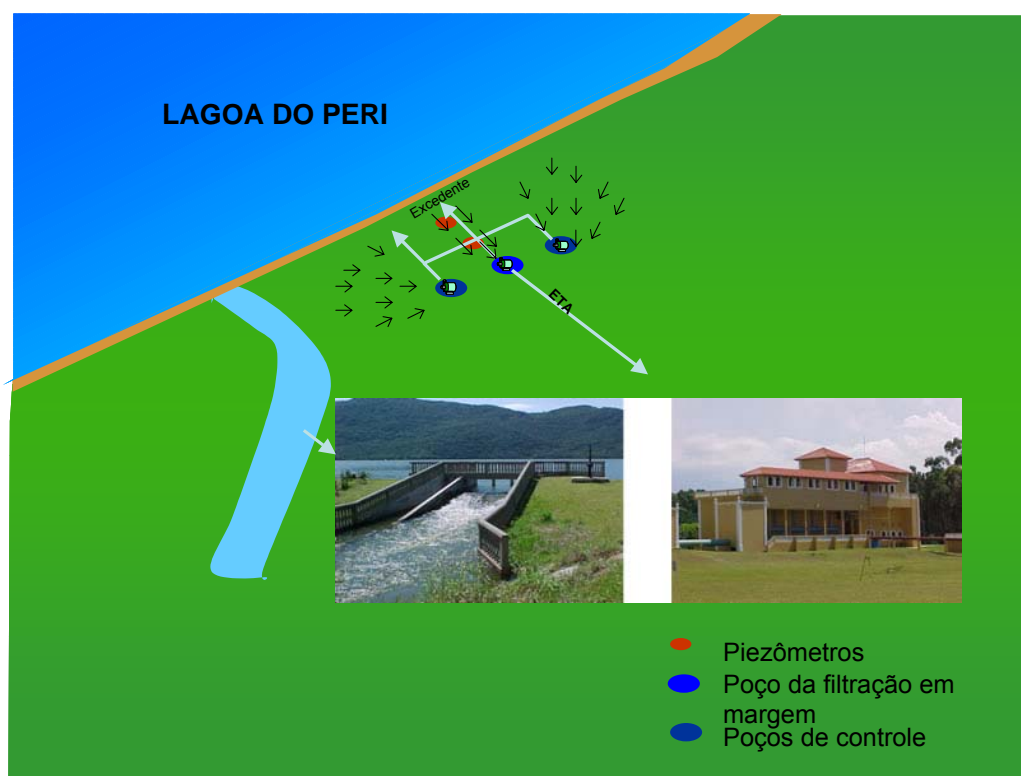 LAGOA DO PERI
Excedente
ETA
Piezômetros
Poço da filtração em
margem
Poços de controle